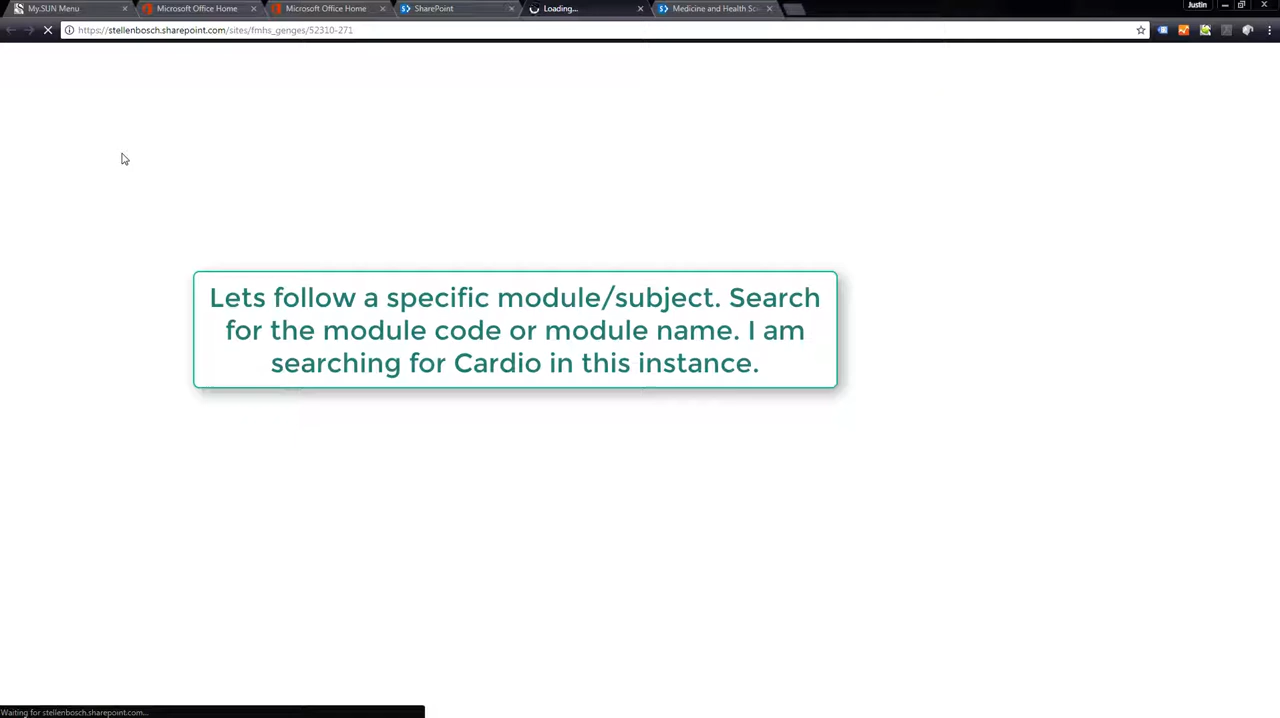 My.SUN Menu
Microsoft Office Home
Microsoft Office Home
SharePoint
Loading...
Medicine and Health Sci
Justin
https://stellenbosch.sharepoint.com/sites/fmhs_genges/52310-271
Lets follow a specific module/subject. Search
for the module code or module name. I am
searching for Cardio in this instance.
Waiting for stellenbosch.sharepoint.com...